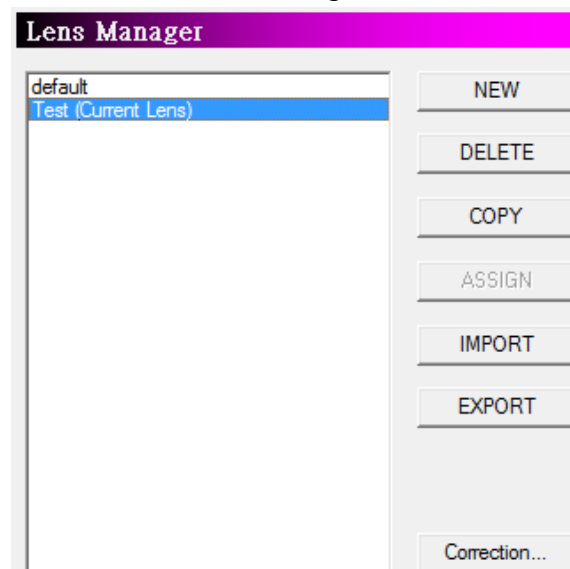 Lens Manager
default
Test (Current Lens)
NEW
DELETE
COPY
ASSIGN
IMPORT
EXPORT
Correction...